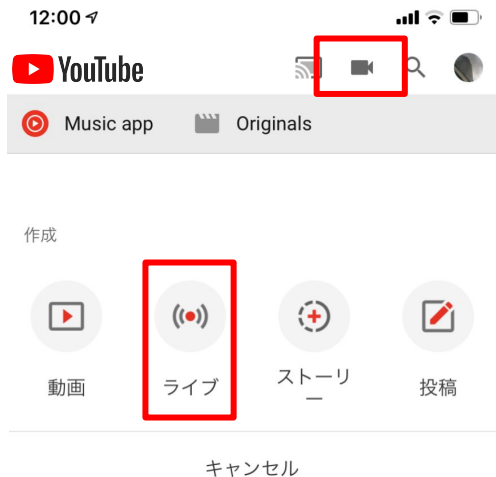 12:00
YouTube
Music app Originals
作成
動画 ライブ ストーリ
ー 投稿
キャンセル